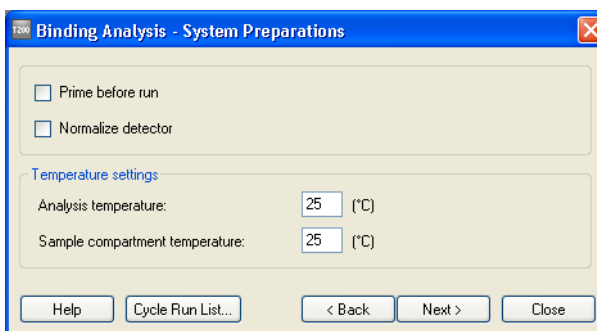 T200 Binding Analysis - System Preparations
Prime before run
Normalize detector
Temperature settings
Analysis temperature: 25 (°C)
Sample compartment temperature: 25 (°C)
Help Cycle Run List... < Back Next > Close